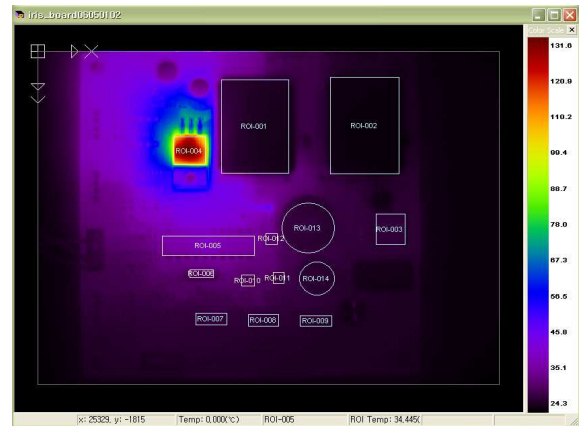 iris_board06050102
Color Scale
131.6
120.9
110.2
99.4
88.7
78.0
67.3
56.5
45.8
35.1
24.3
ROI-001
ROI-002
ROI-004
ROI-013
ROI-003
ROI-012
ROI-005
ROI-006
ROI-010
ROI-011
ROI-014
ROI-007
ROI-008
ROI-009
x: 25329, y: -1815
Temp: 0.000(℃)
ROI-005
ROI Temp: 34.445(